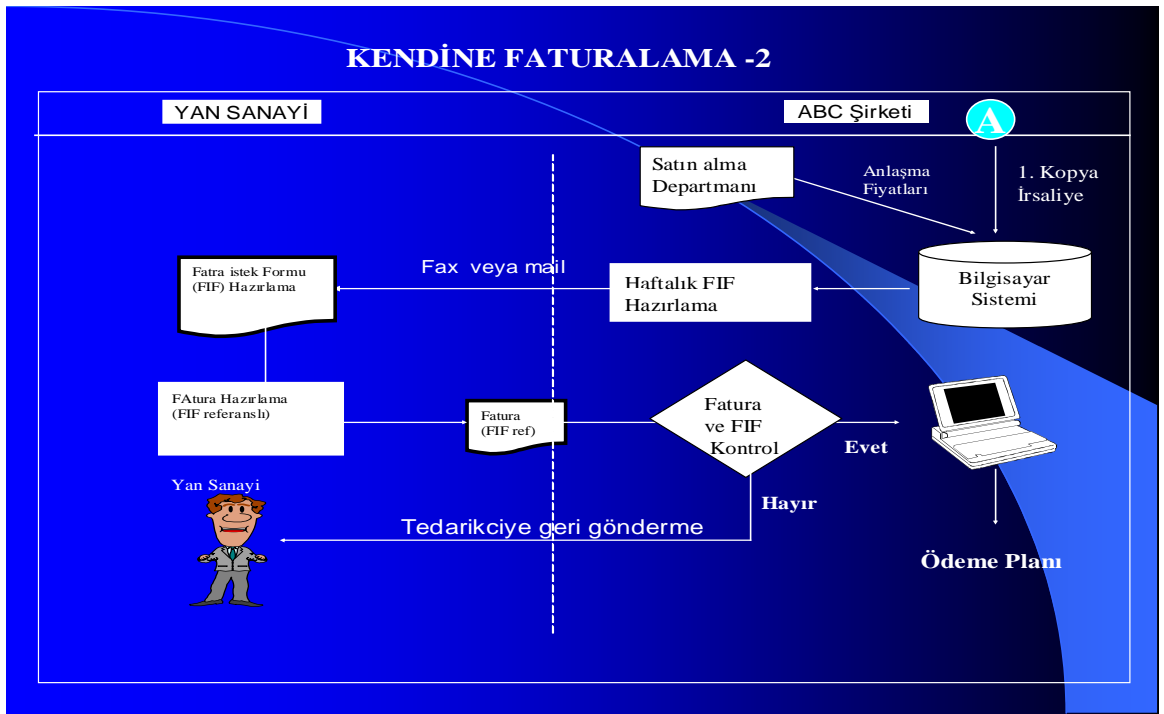 KENDİNE FATURALAMA -2
YAN SANAYİ
ABC Şirketi
A
Satın alma
Departmanı
Anlaşma
Fiyatları
1. Kopya
İrsaliye
Fatra istek Formu
(FIF) Hazırlama
Fax veya mail
Haftalık FIF
Hazırlama
Bilgisayar
Sistemi
FAtura Hazırlama
(FIF referanslı)
Fatura
(FIF ref)
Fatura
ve FIF
Kontrol
Evet
Yan Sanayi
Hayır
Tedarikciye geri gönderme
Ödeme Planı